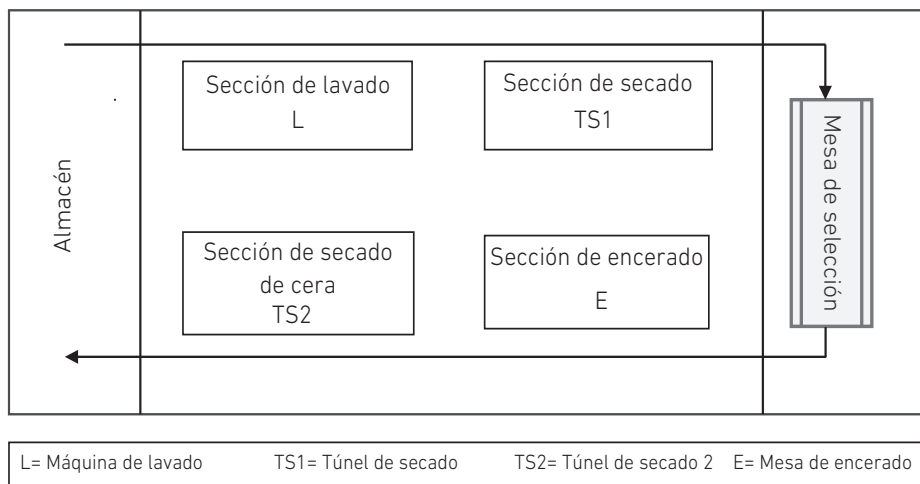 Almacén
Sección de lavado
L
Sección de secado
TS1
Sección de secado
de cera
TS2
Sección de encerado
E
Mesa de selección
L= Máquina de lavado TS1= Túnel de secado TS2= Túnel de secado 2 E= Mesa de encerado